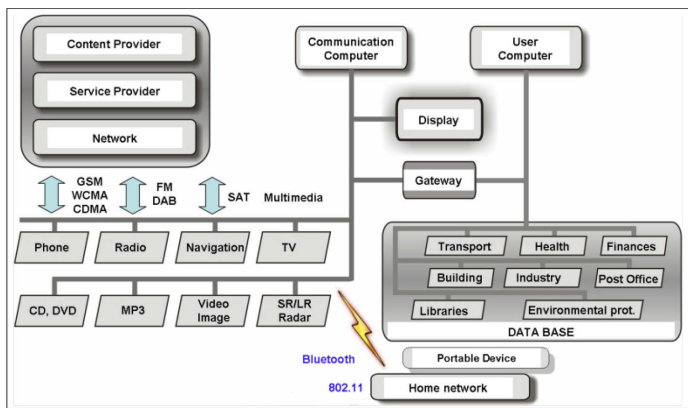 Content Provider
Service Provider
Network
Communication
Computer
User
Computer
Display
Gateway
GSM
WCMA
CDMA
FM
DAB
SAT
Multimedia
Phone
Radio
Navigation
TV
CD, DVD
MP3
Video
Image
SR/LR
Radar
Transport
Health
Finances
Building
Industry
Post Office
Libraries
Environmental prot.
DATA BASE
Bluetooth
Portable Device
802.11
Home network